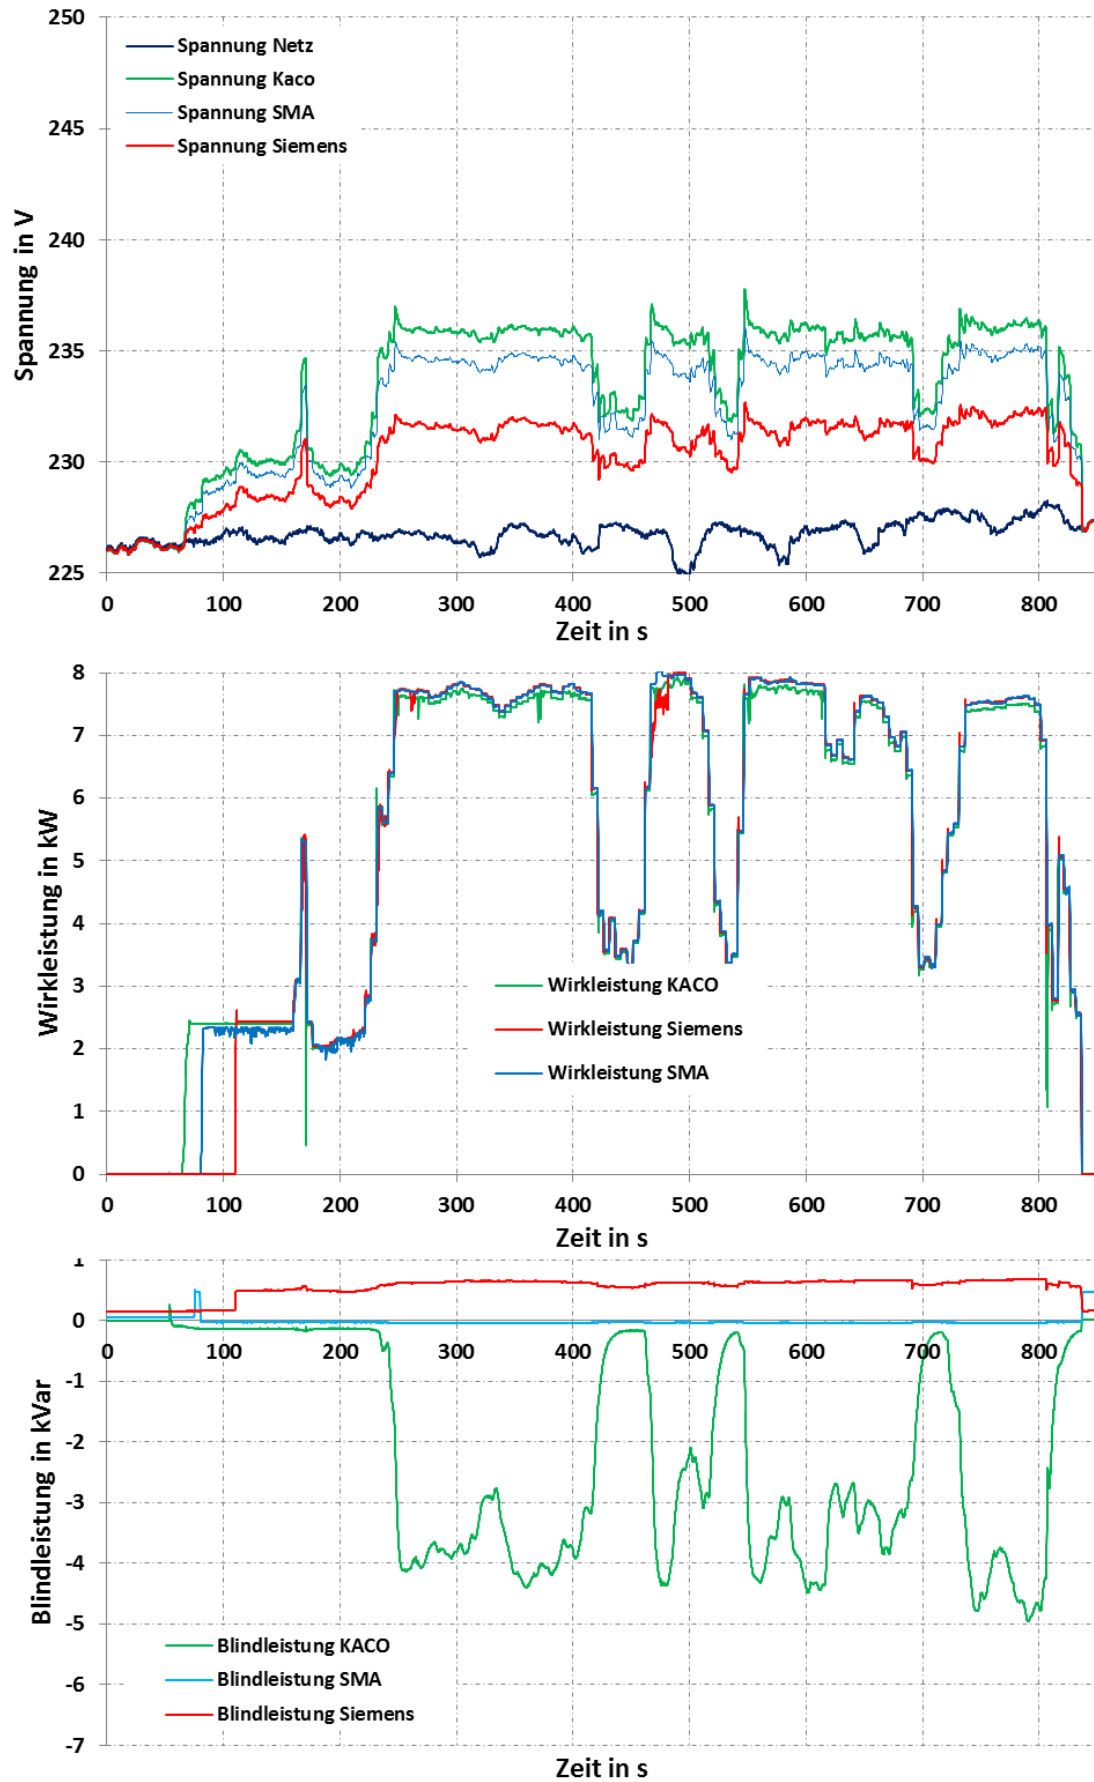 250
245
240
235
230
225
Spannung in V
Spannung Netz
Spannung Kaco
Spannung SMA
Spannung Siemens
0 100 200 300 400 500 600 700 800
Zeit in s
8
7
6
5
4
3
2
1
0
Wirkleistung in kW
Wirkleistung KACO
Wirkleistung Siemens
Wirkleistung SMA
0 100 200 300 400 500 600 700 800
Zeit in s
1
0
-1
-2
-3
-4
-5
-6
-7
Blindleistung in kVar
0 100 200 300 400 500 600 700 800
Blindleistung KACO
Blindleistung SMA
Blindleistung Siemens
Zeit in s